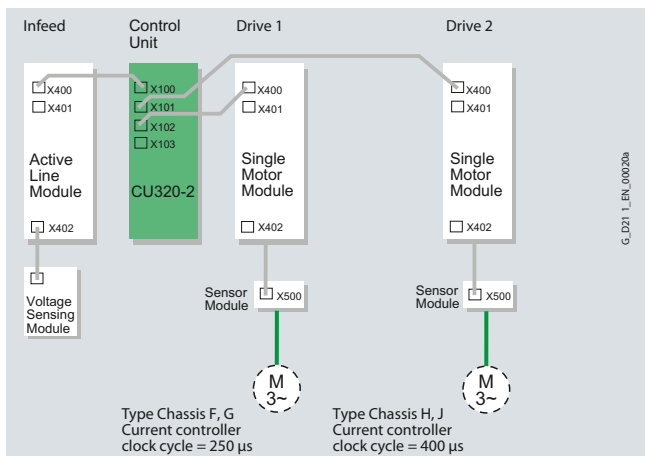 Infeed
Control
Unit
Drive 1
Drive 2
X400
X401
Active
Line
Module
X402
Voltage
Sensing
Module
X100
X101
X102
X103
CU320-2
X400
X401
Single
Motor
Module
X402
Sensor
Module
X500
M
3~
Type Chassis F, G
Current controller
clock cycle = 250 µs
X400
X401
Single
Motor
Module
X402
Sensor
Module
X500
M
3~
Type Chassis H, J
Current controller
clock cycle = 400 µs
G_D21 1_EN_00020a